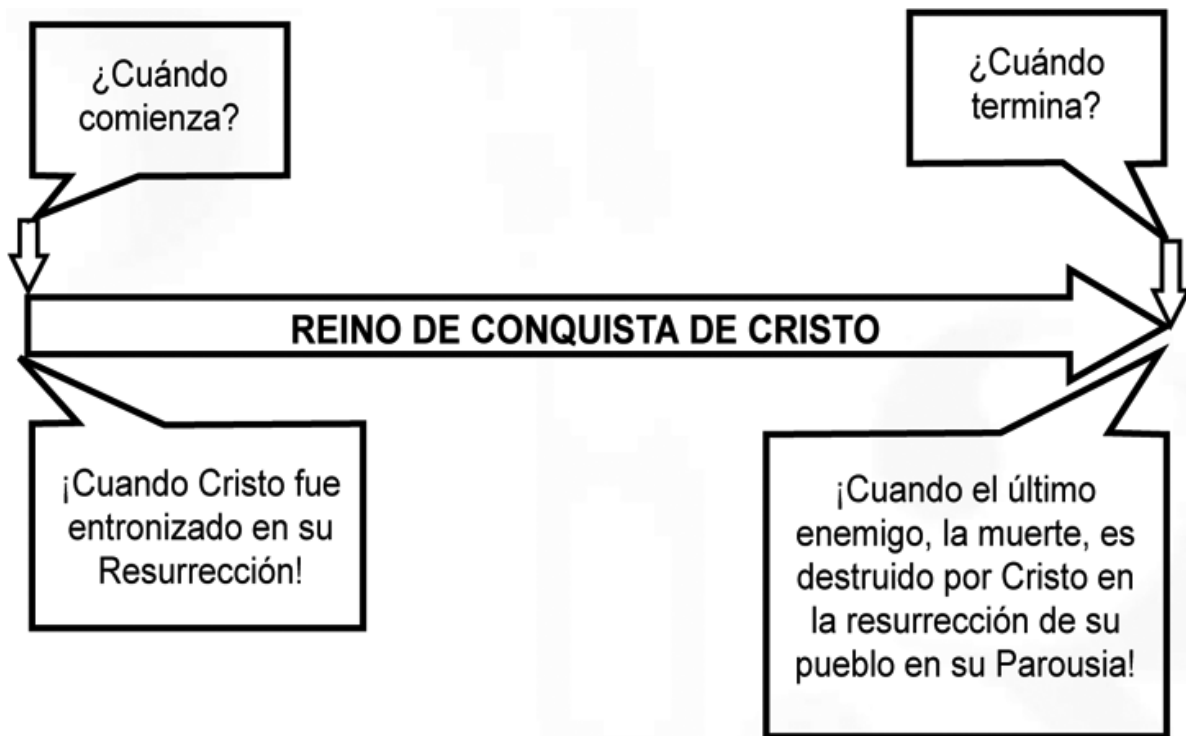 ¿Cuándo
comienza?
¿Cuándo
termina?
REINO DE CONQUISTA DE CRISTO
¡Cuando Cristo fue
entronizado en su
Resurrección!
¡Cuando el último
enemigo, la muerte, es
destruido por Cristo en
la resurrección de su
pueblo en su Parousia!